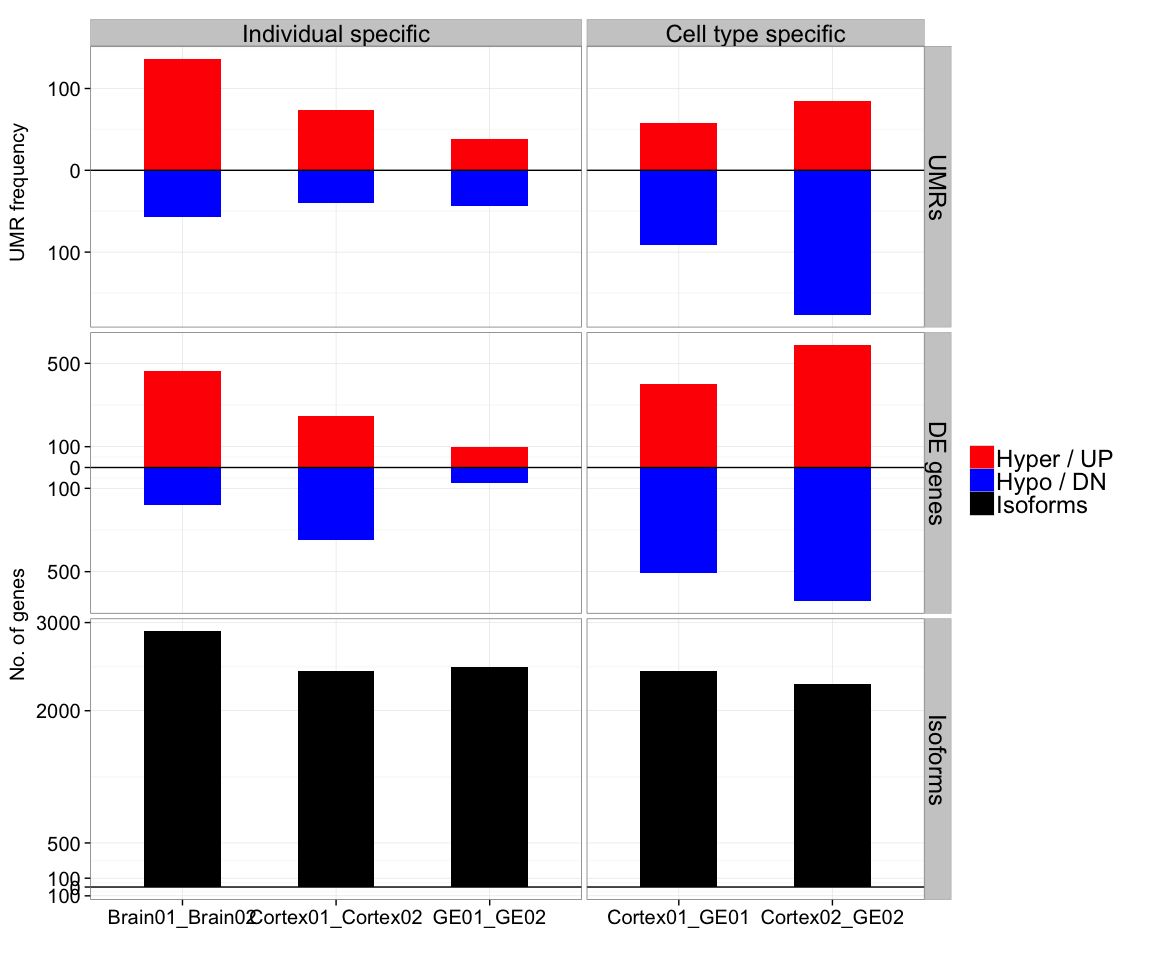 Individual specific
Cell type specific
UMR frequency
100
0
100
UMRs
500
100
0
100
500
DE genes
Hyper / UP
Hypo / DN
Isoforms
No. of genes
3000
2000
500
100
0
100
Isoforms
Brain01_Brain02
Cortex01_Cortex02
GE01_GE02
Cortex01_GE01
Cortex02_GE02